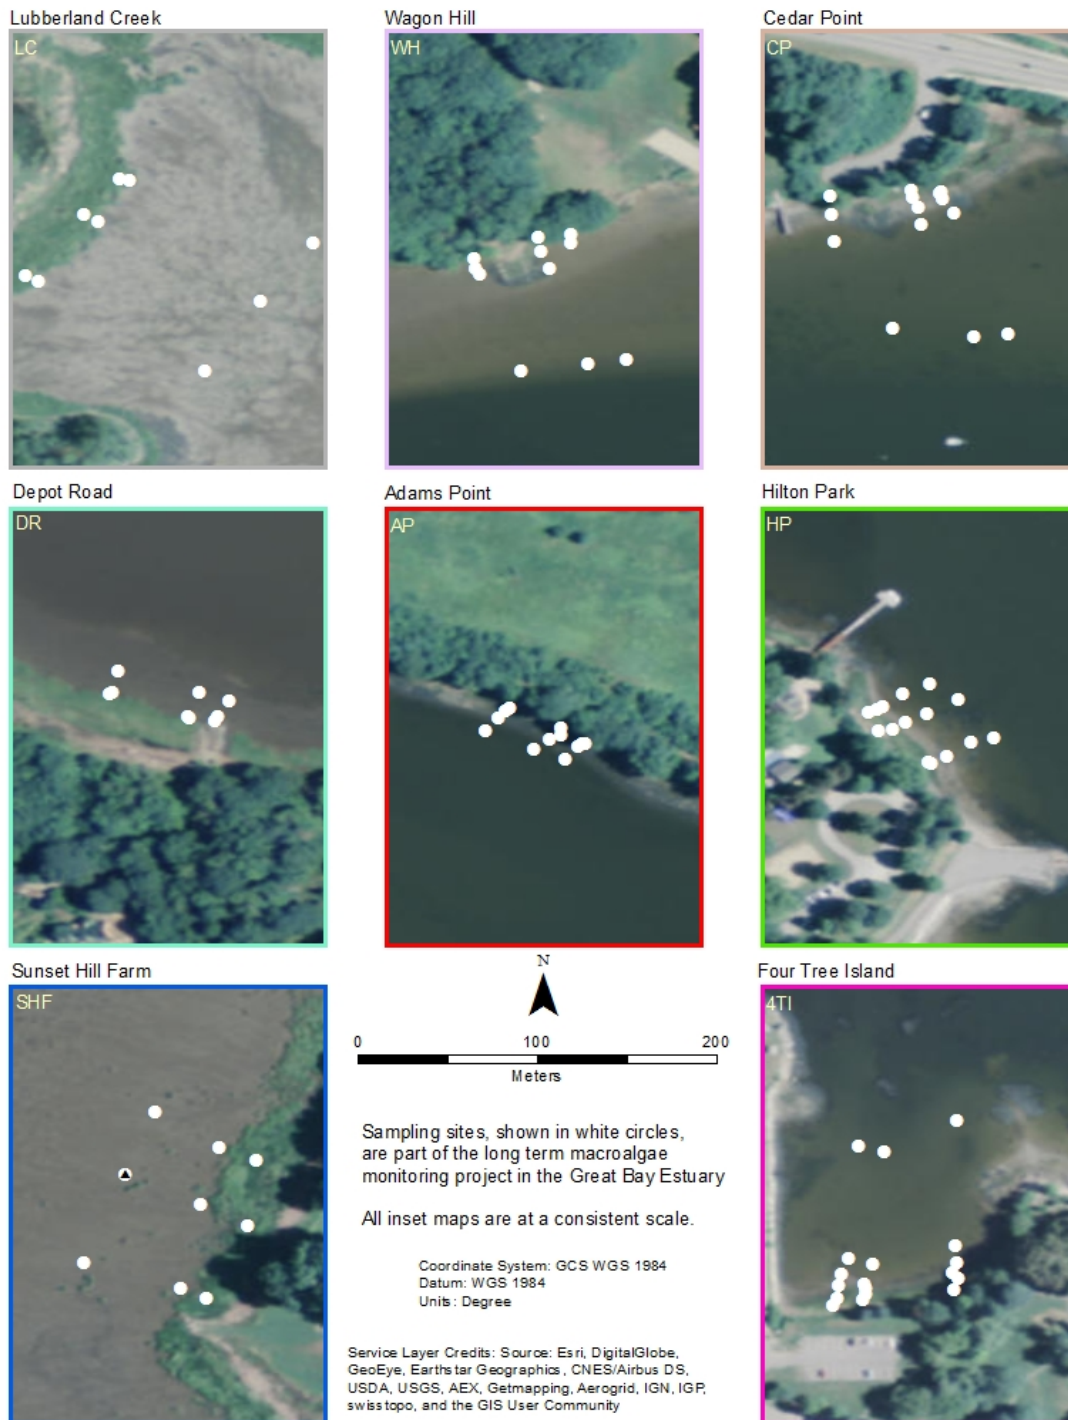 Lubberland Creek
LC
Wagon Hill
WH
Cedar Point
CP
Depot Road
DR
Adams Point
AP
Hilton Park
HP
Sunset Hill Farm
SHF
N
0 100 200
Meters
Sampling sites, shown in white circles,
are part of the long term macroalgae
monitoring project in the Great Bay Estuary
All inset maps are at a consistent scale.
Coordinate System: GCS WGS 1984
Datum: WGS 1984
Units: Degree
Service Layer Credits: Source: Esri, DigitalGlobe,
GeoEye, Earthstar Geographics, CNES/Airbus DS,
USDA, USGS, AEX, Getmapping, Aerogrid, IGN, IGP,
swisstopo, and the GIS User Community
Four Tree Island
4TI